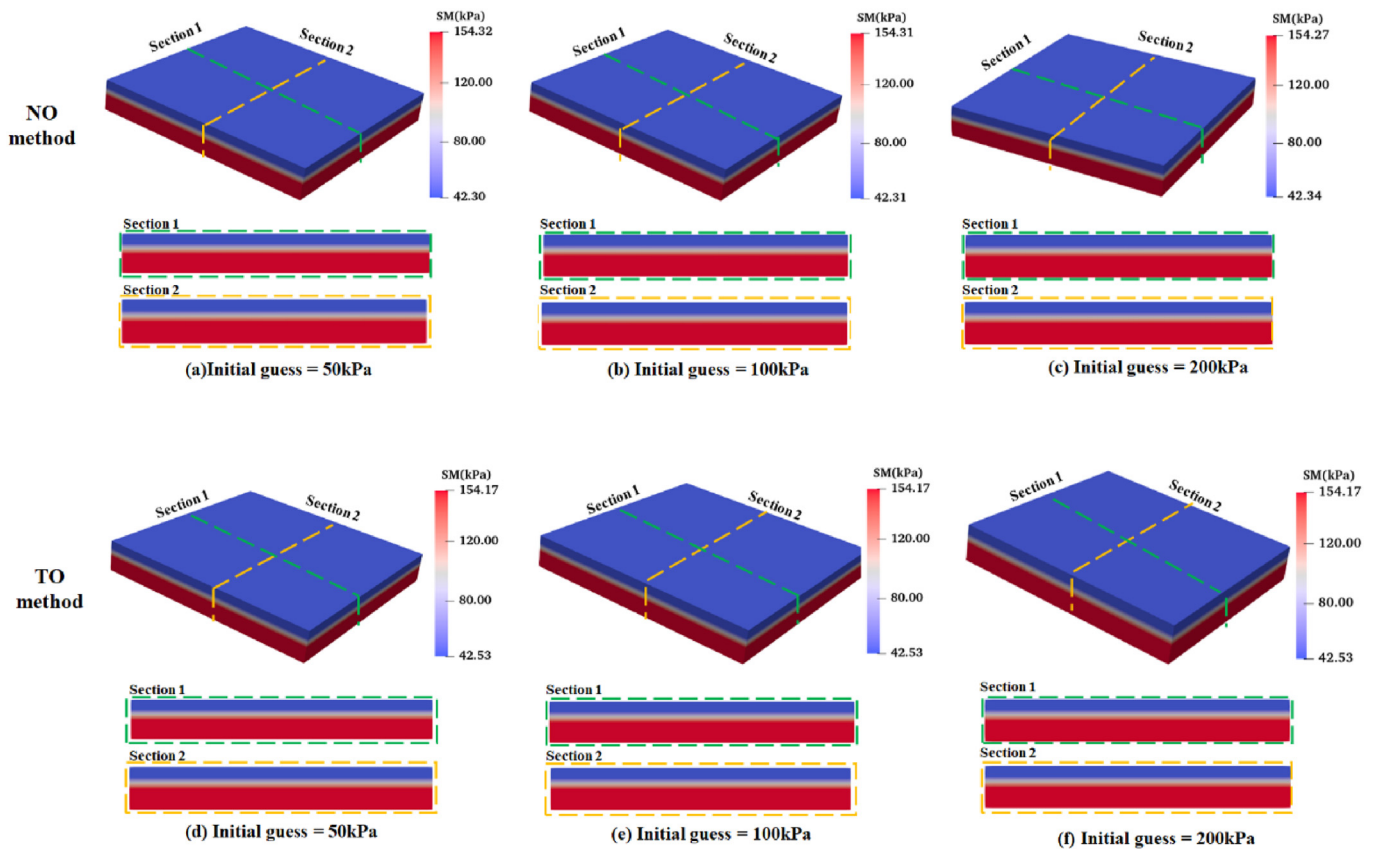 NO
method
Section 1
Section 2
SM(kPa)
154.32
120.00
80.00
42.30
Section 1
Section 2
(a)Initial guess = 50kPa
Section 1
Section 2
SM(kPa)
154.31
120.00
80.00
42.31
Section 1
Section 2
(b) Initial guess = 100kPa
Section 1
Section 2
SM(kPa)
154.27
120.00
80.00
42.34
Section 1
Section 2
(c) Initial guess = 200kPa
TO
method
Section 1
Section 2
SM(kPa)
154.17
120.00
80.00
42.53
Section 1
Section 2
(d) Initial guess = 50kPa
Section 1
Section 2
SM(kPa)
154.17
120.00
80.00
42.53
Section 1
Section 2
(e) Initial guess = 100kPa
Section 1
Section 2
SM(kPa)
154.17
120.00
80.00
42.53
Section 1
Section 2
(f) Initial guess = 200kPa